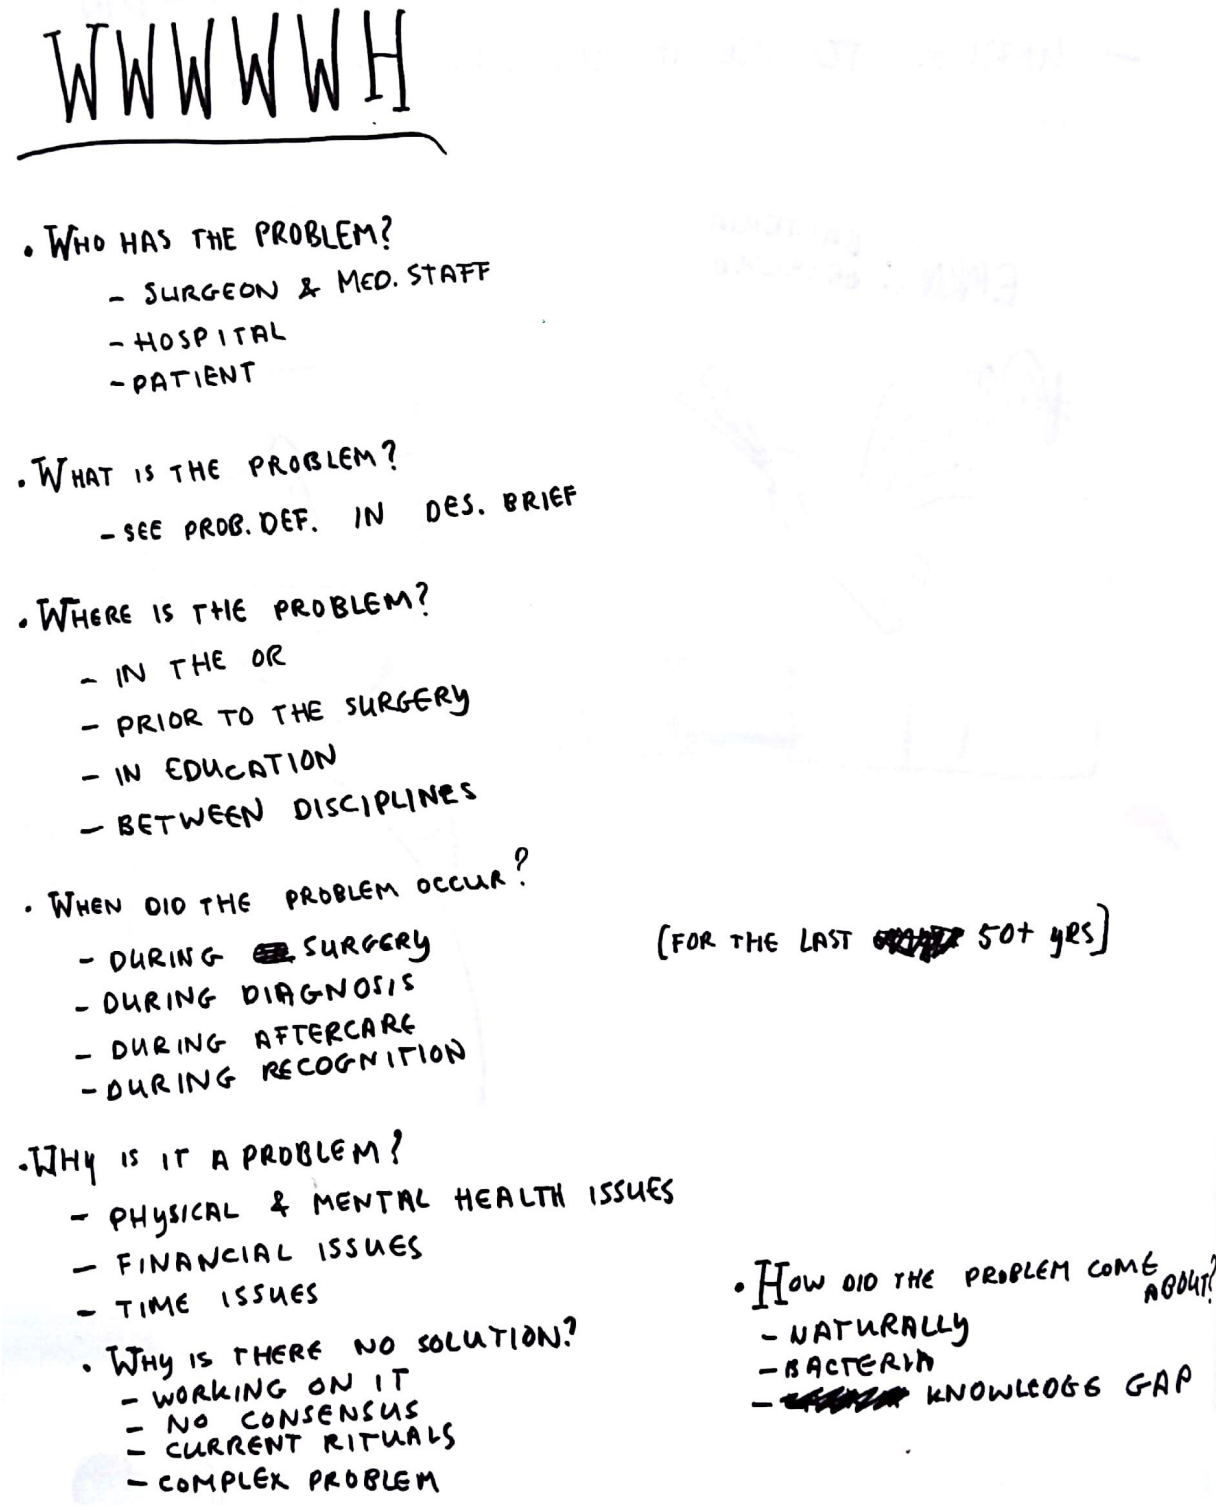 WWWWWH
• WHO HAS THE PROBLEM?
- SURGEON & MED. STAFF
- HOSPITAL
- PATIENT
• WHAT IS THE PROBLEM?
- SEE PROB. DEF. IN DES. BRIEF
• WHERE IS THE PROBLEM?
- IN THE OR
- PRIOR TO THE SURGERY
- IN EDUCATION
- BETWEEN DISCIPLINES
• WHEN DID THE PROBLEM OCCUR?
- DURING SURGERY
[FOR THE LAST 50+ yRS]
- DURING DIAGNOSIS
- DURING AFTERCARE
- DURING RECOGNITION
• WHY IS IT A PROBLEM?
- PHYSICAL & MENTAL HEALTH ISSUES
- FINANCIAL ISSUES
- TIME ISSUES
• WHY IS THERE NO SOLUTION?
- WORKING ON IT
- NO CONSENSUS
- CURRENT RITUALS
- COMPLEX PROBLEM
• HOW DID THE PROBLEM COME
ABOUT?
- NATURALLY
- BACTERIA
- KNOWLEDGE GAP